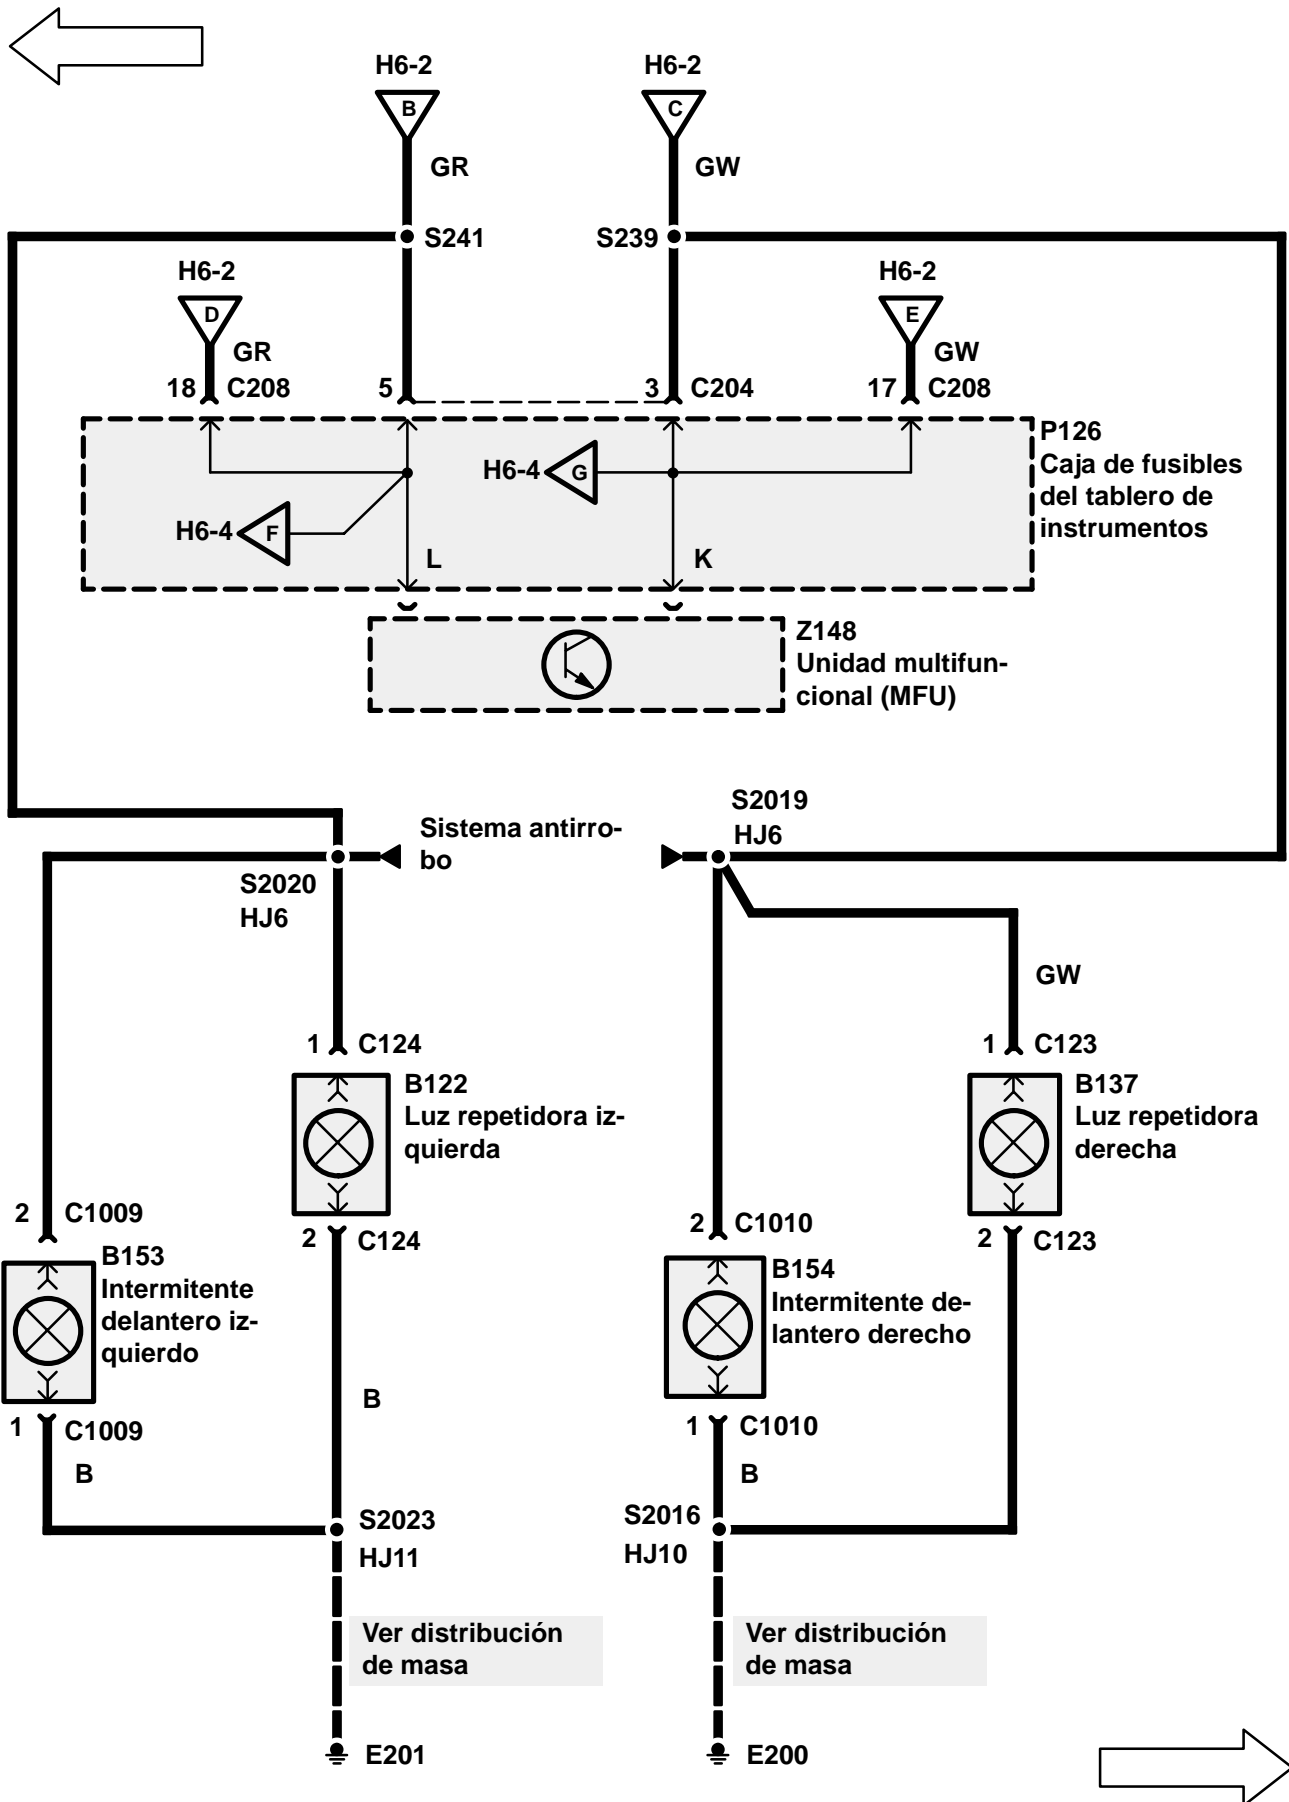 H6-2
H6-2
B
C
GR
GW
S241
S239
H6-2
H6-2
D
E
GR
GW
18 C208
5
3 C204
17 C208
P126
Caja de fusibles
del tablero de
instrumentos
H6-4 G
H6-4 F
L
K
Z148
Unidad multifun-
cional (MFU)
S2019
HJ6
Sistema antirro-
bo
S2020
HJ6
GW
1 C124
1 C123
B122
Luz repetidora iz-
quierda
B137
Luz repetidora
derecha
2 C1009
2 C124
2 C1010
2 C123
B153
Intermitente
delantero iz-
quierdo
B154
Intermitente de-
lantero derecho
B
1 C1009
1 C1010
B
B
S2023
HJ11
S2016
HJ10
Ver distribución
de masa
Ver distribución
de masa
E201
E200